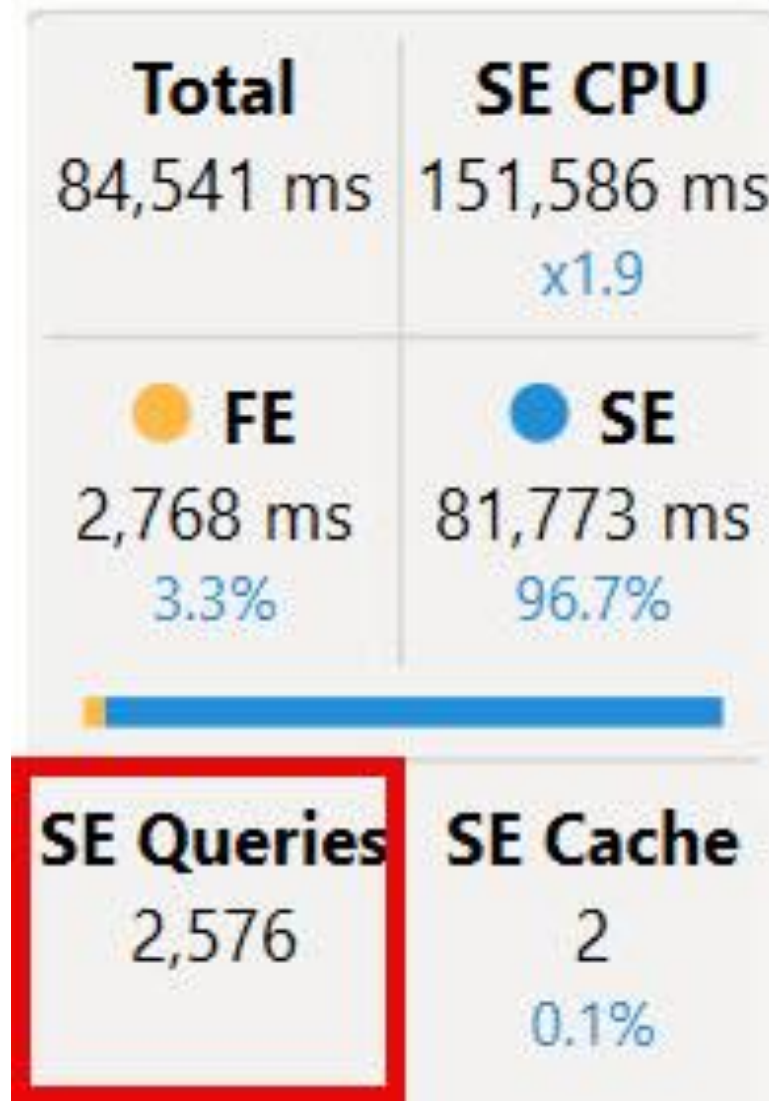 Total SE CPU
84,541 ms 151,586 ms
x1.9
FE SE
2,768 ms 81,773 ms
3.3% 96.7%
SE Queries SE Cache
2,576 2
0.1%